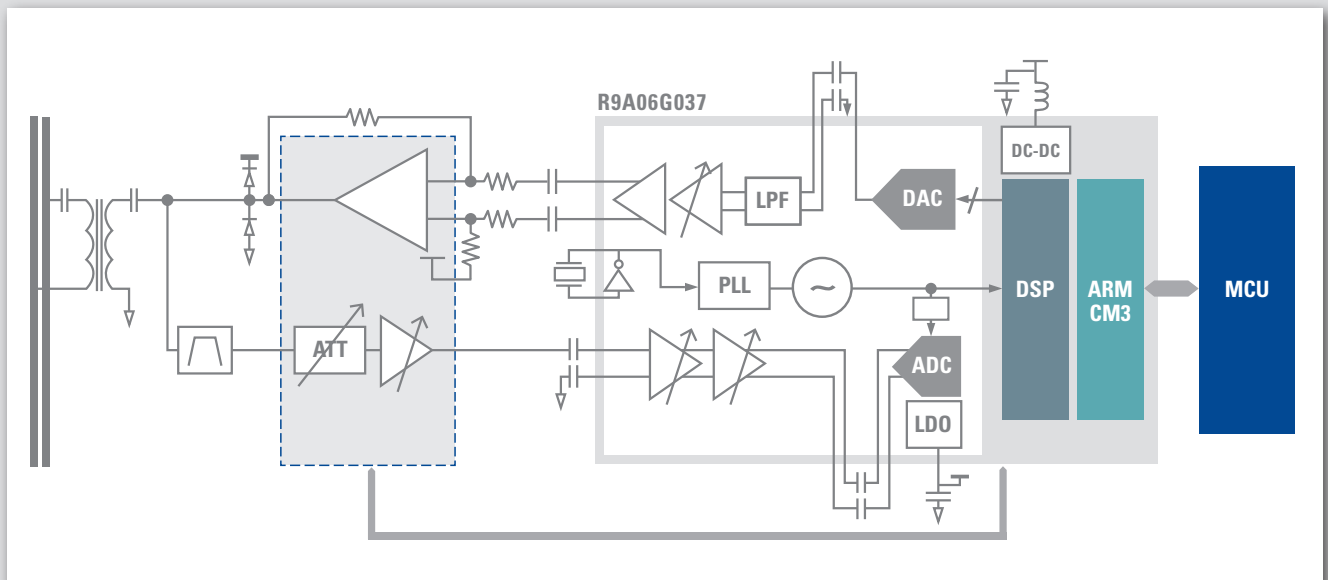 R9A06G037
DC-DC
LPF
DAC
PLL
~
DSP
ARM
CM3
MCU
ATT
ADC
LDO